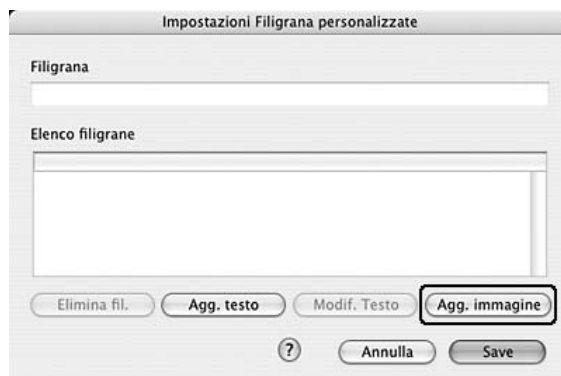 Impostazioni Filigrana personalizzate
Filigrana
Elenco filigrane
Elimina fil. Agg. testo Modif. Testo Agg. immagine
? Annulla Save